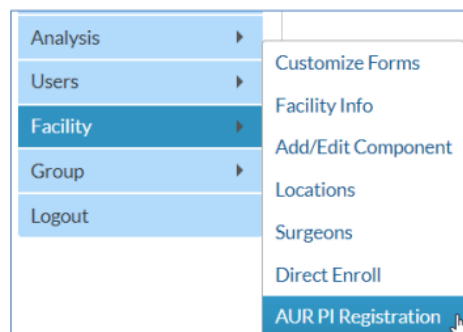 Analysis
Users
Facility
Group
Logout
Customize Forms
Facility Info
Add/Edit Component
Locations
Surgeons
Direct Enroll
AUR PI Registration